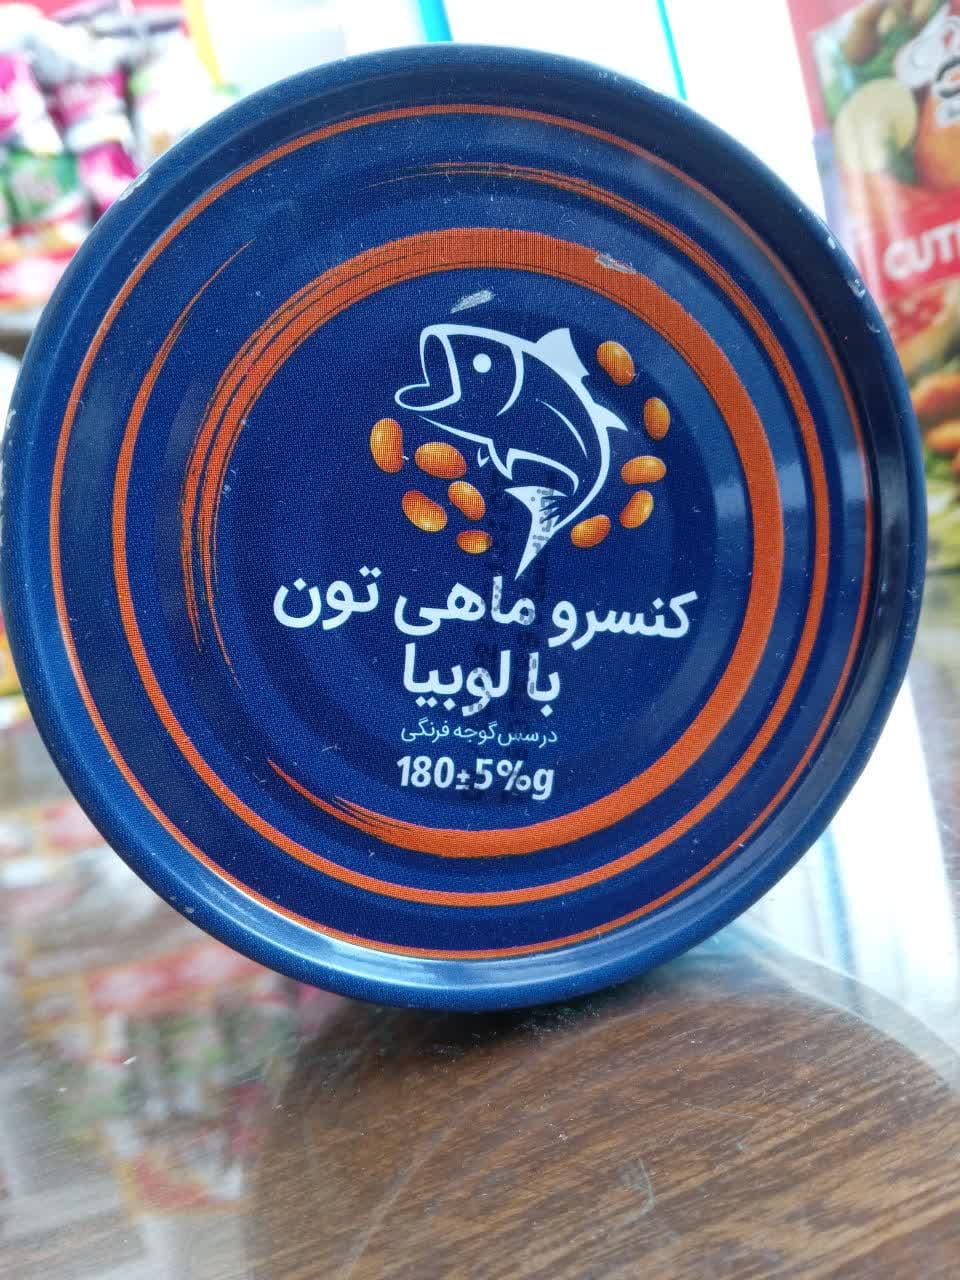 کنسرو ماهی تون
با لوبیا
در سس گوجه فرنگی
180±5%g